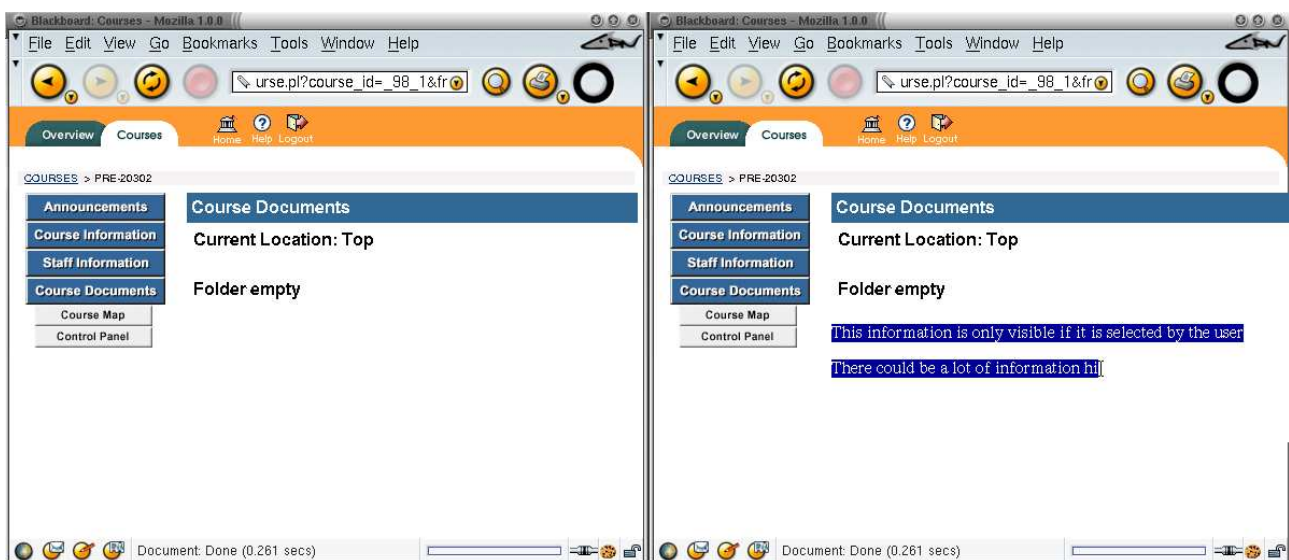 Blackboard: Courses - Mozilla 1.0.0
File Edit View Go Bookmarks Tools Window Help
urse.pl?course_id=_98_1&fr
Overview Courses Home Help Logout
COURSES > PRE-20302
Announcements
Course Information
Staff Information
Course Documents
Course Map
Control Panel
Course Documents
Current Location: Top
Folder empty
Document: Done (0.261 secs)
Blackboard: Courses - Mozilla 1.0.0
File Edit View Go Bookmarks Tools Window Help
urse.pl?course_id=_98_1&fr
Overview Courses Home Help Logout
COURSES > PRE-20302
Announcements
Course Information
Staff Information
Course Documents
Course Map
Control Panel
Course Documents
Current Location: Top
Folder empty
This information is only visible if it is selected by the user
There could be a lot of information hi
Document: Done (0.261 secs)